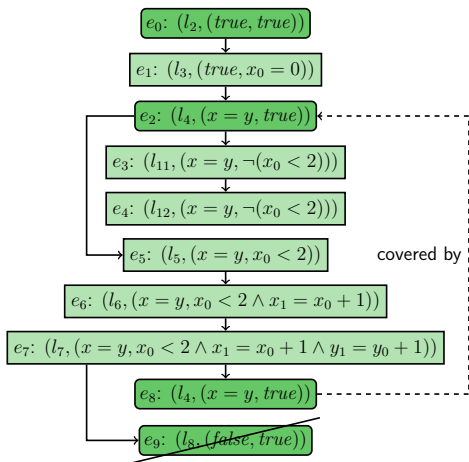 e₀: (l₂, (true, true))
e₁: (l₃, (true, x₀ = 0))
e₂: (l₄, (x = y, true))
e₃: (l₁₁, (x = y, ¬(x₀ < 2)))
e₄: (l₁₂, (x = y, ¬(x₀ < 2)))
covered by
e₅: (l₅, (x = y, x₀ < 2))
e₆: (l₆, (x = y, x₀ < 2 ∧ x₁ = x₀ + 1))
e₇: (l₇, (x = y, x₀ < 2 ∧ x₁ = x₀ + 1 ∧ y₁ = y₀ + 1))
e₈: (l₄, (x = y, true))
e₉: (l₈, (false, true))